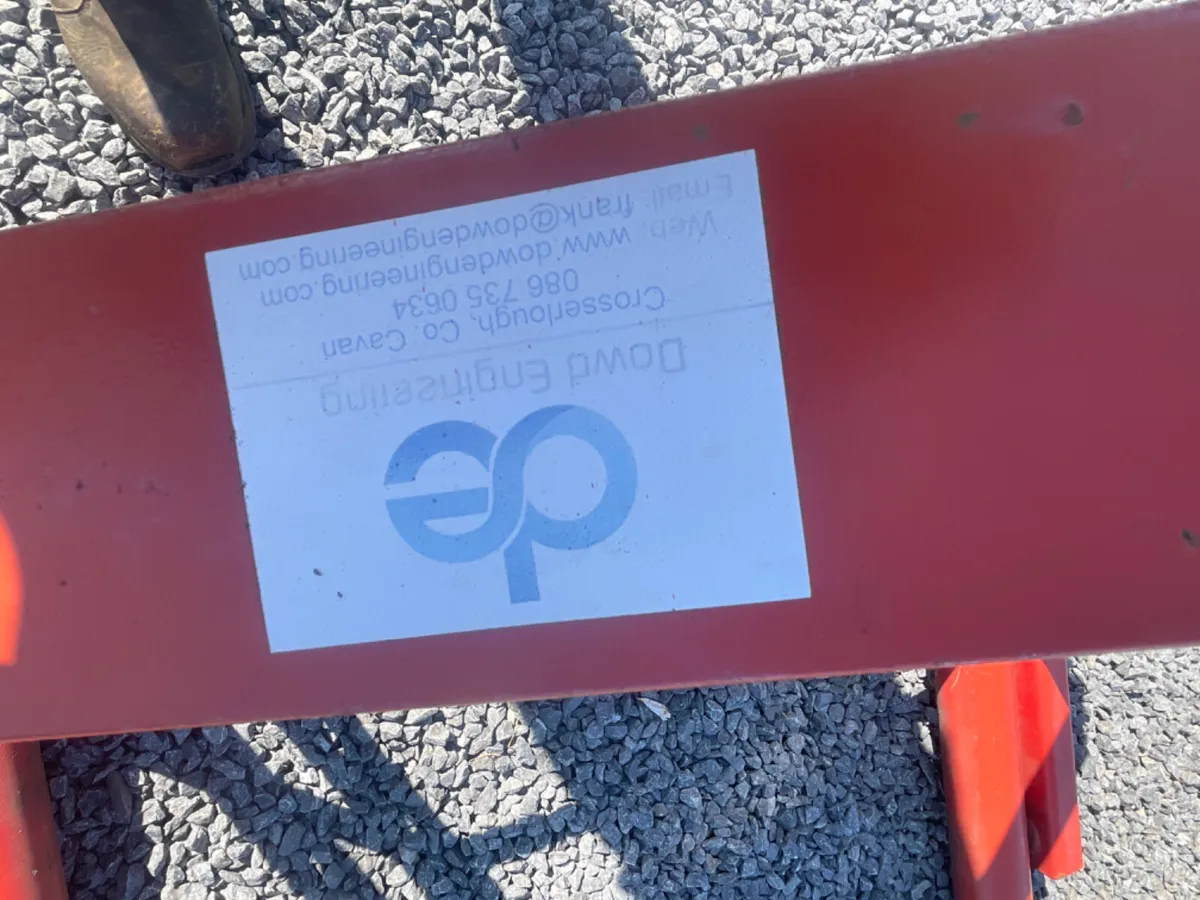 de
Dowd Engineering
Crosserlough, Co. Cavan
086 735 0634
Web: www.dowdengineering.com
Email: frank@dowdengineering.com